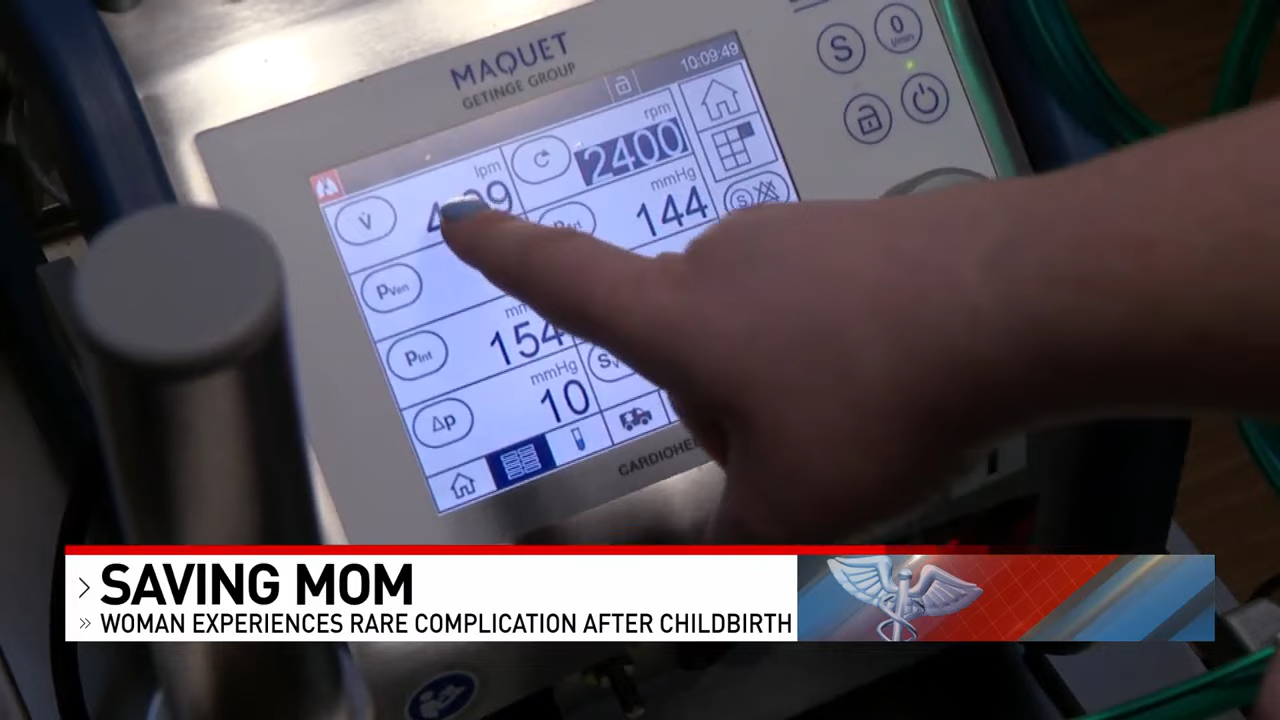 MAQUET
GETINGE GROUP
10:09:49
S
0
l/min
lpm
V̇
rpm
2400
mmHg
144
S
pVen
pInt
154
mmHg
Δp
10
SAVING MOM
WOMAN EXPERIENCES RARE COMPLICATION AFTER CHILDBIRTH